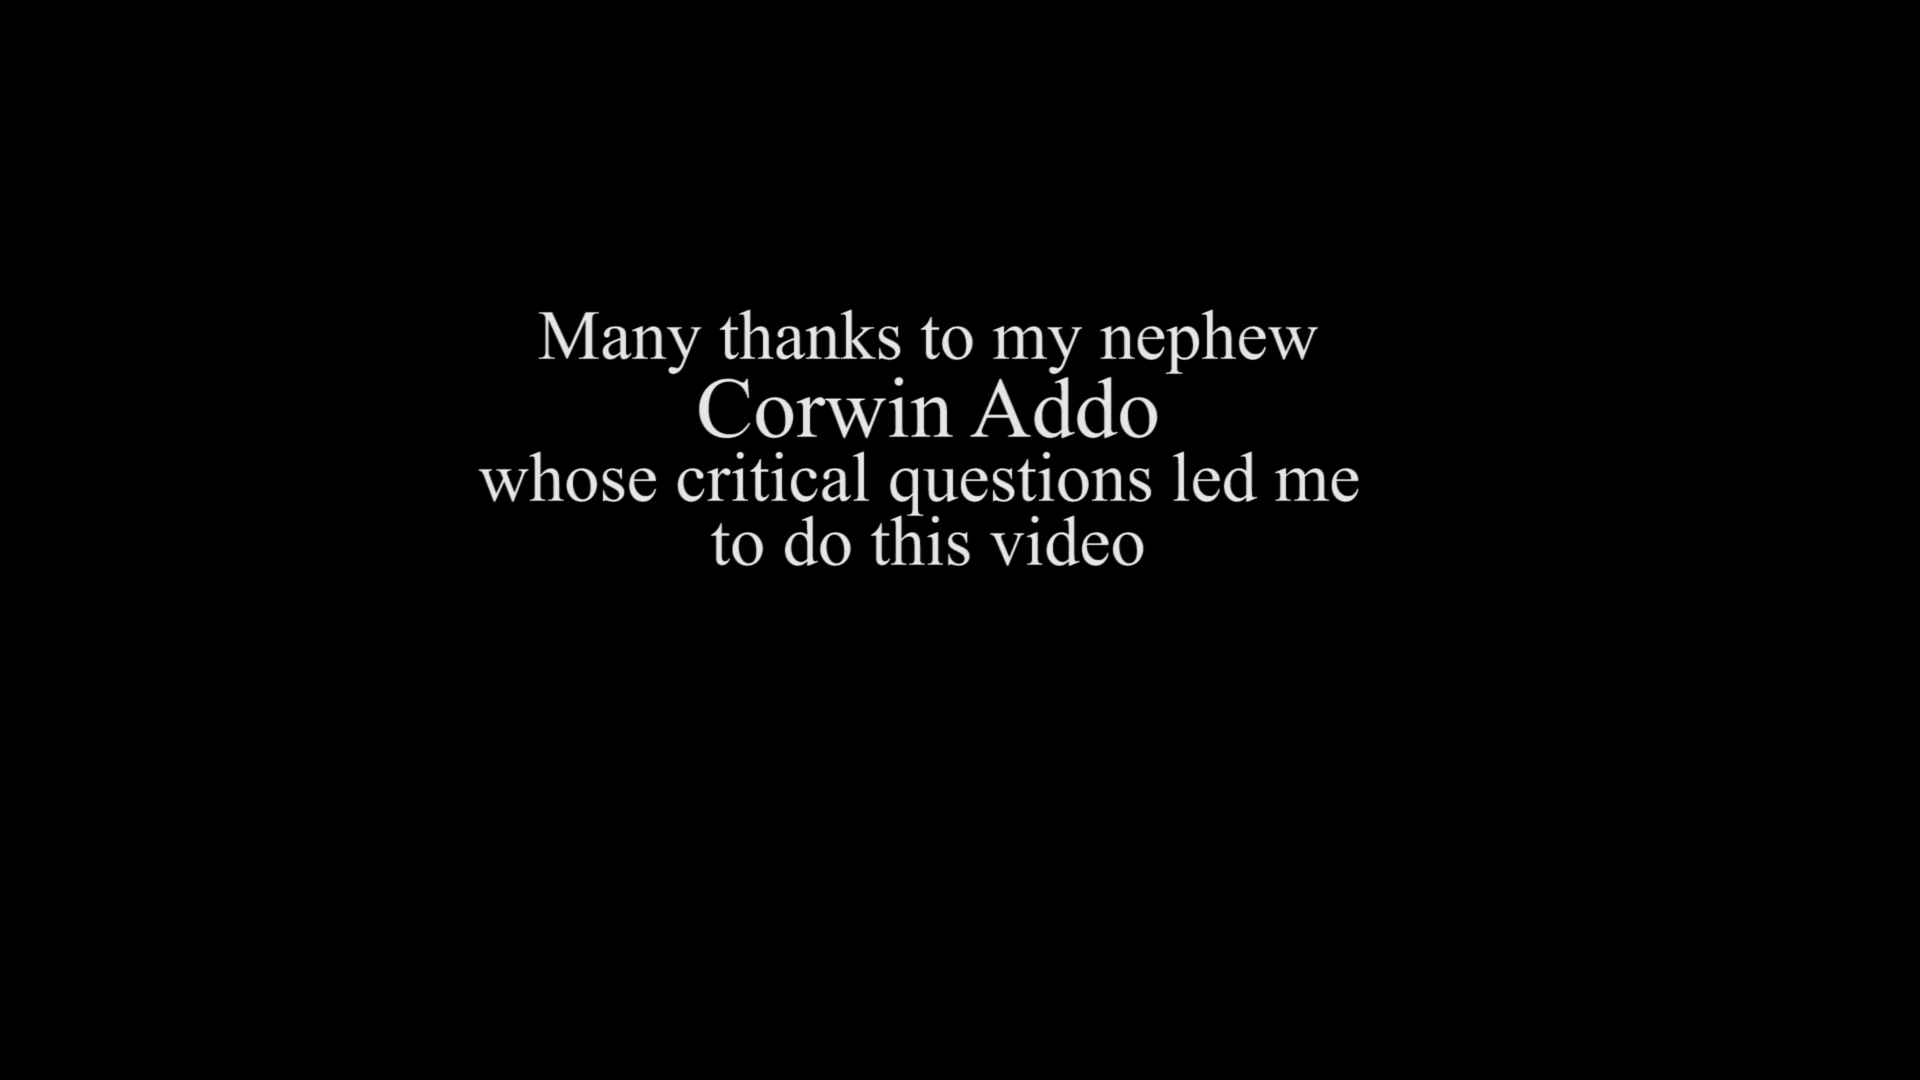 Many thanks to my nephew
Corwin Addo
whose critical questions led me
to do this video